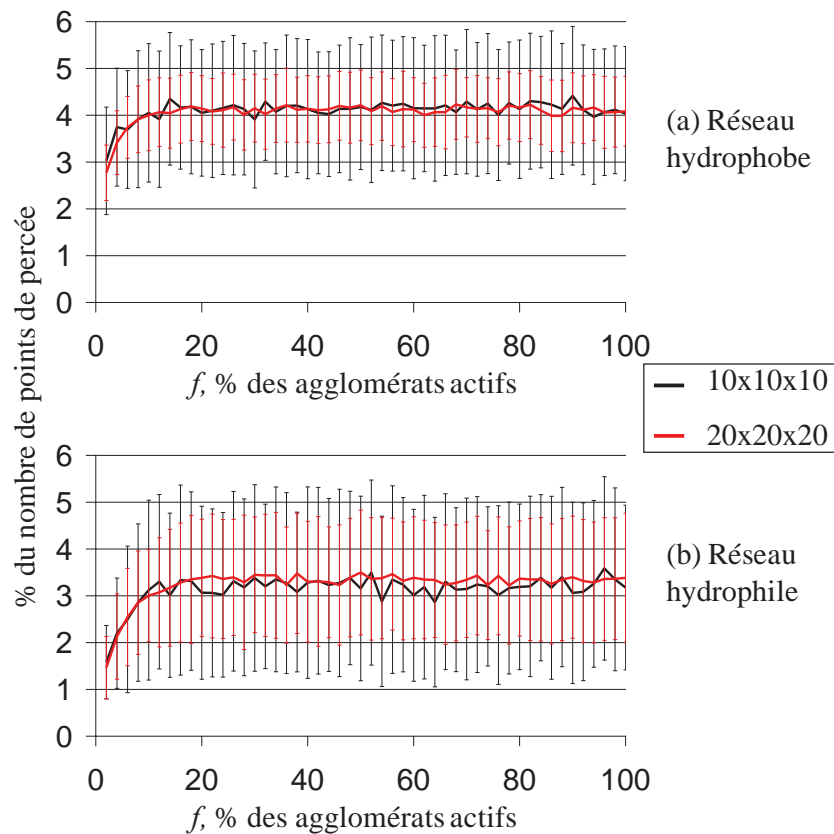 % du nombre de points de percée
6
5
4
3
2
1
0
0 20 40 60 80 100
f, % des agglomérats actifs
(a) Réseau
hydrophobe
10x10x10
20x20x20
6
5
4
3
2
1
0
0 20 40 60 80 100
f, % des agglomérats actifs
(b) Réseau
hydrophile